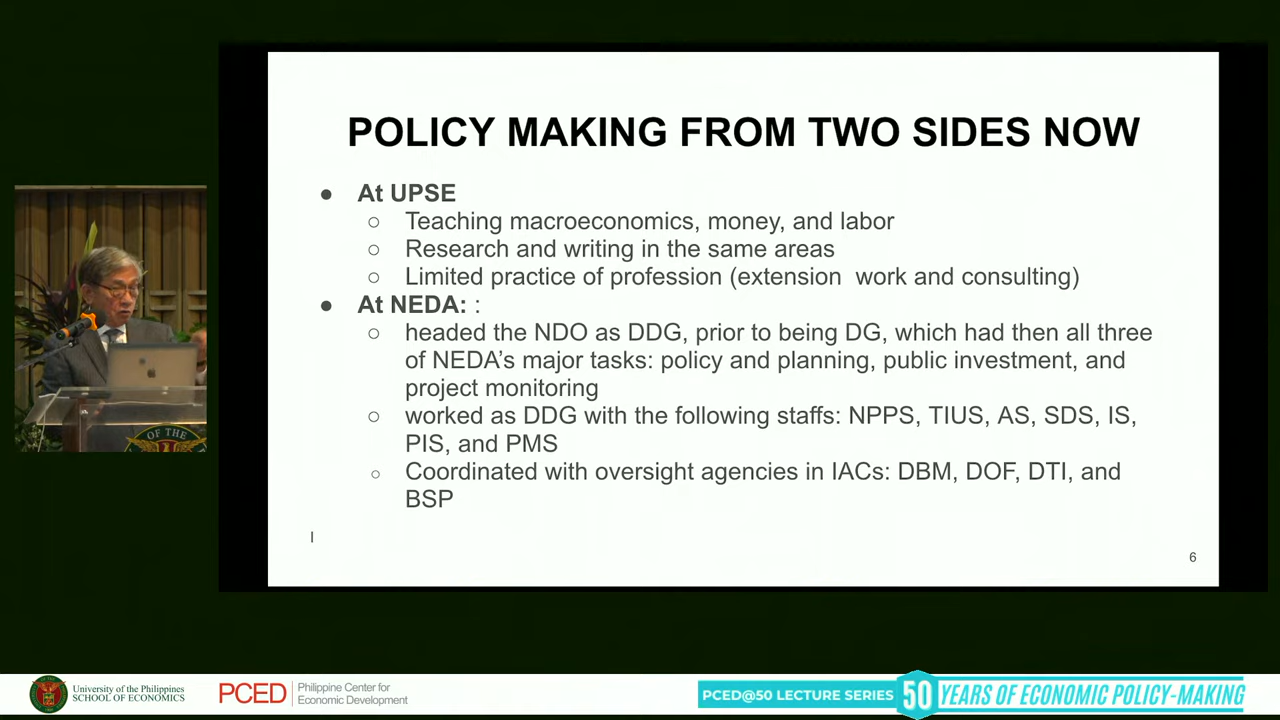 POLICY MAKING FROM TWO SIDES NOW
● At UPSE
○ Teaching macroeconomics, money, and labor
○ Research and writing in the same areas
○ Limited practice of profession (extension work and consulting)
● At NEDA: :
○ headed the NDO as DDG, prior to being DG, which had then all three
of NEDA's major tasks: policy and planning, public investment, and
project monitoring
○ worked as DDG with the following staffs: NPPS, TIUS, AS, SDS, IS,
PIS, and PMS
○ Coordinated with oversight agencies in IACs: DBM, DOF, DTI, and
BSP
I
6
OF THE
University of the Philippines
SCHOOL OF ECONOMICS
PCED
Philippine Center for
Economic Development
PCED@50 LECTURE SERIES
50 YEARS OF ECONOMIC POLICY-MAKING